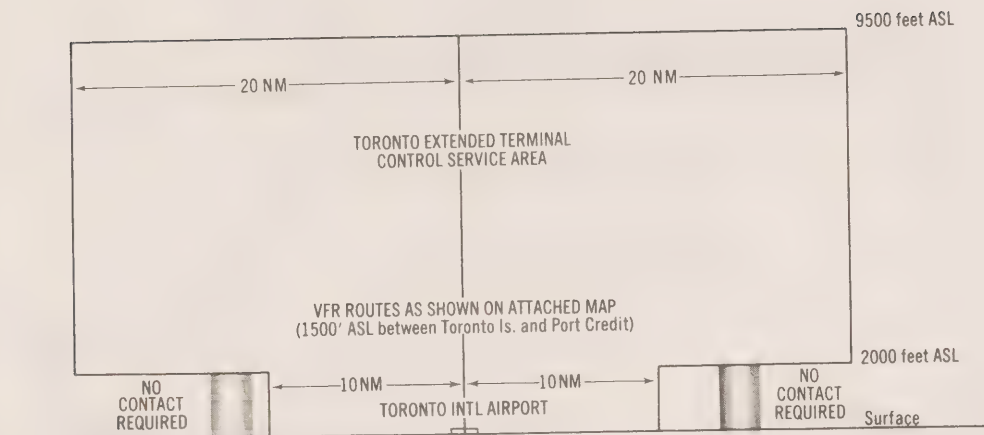 9500 feet ASL
20 NM
20 NM
TORONTO EXTENDED TERMINAL
CONTROL SERVICE AREA
VFR ROUTES AS SHOWN ON ATTACHED MAP
(1500' ASL between Toronto Is. and Port Credit)
2000 feet ASL
NO
CONTACT
REQUIRED
10NM
10NM
NO
CONTACT
REQUIRED
TORONTO INTL AIRPORT
Surface